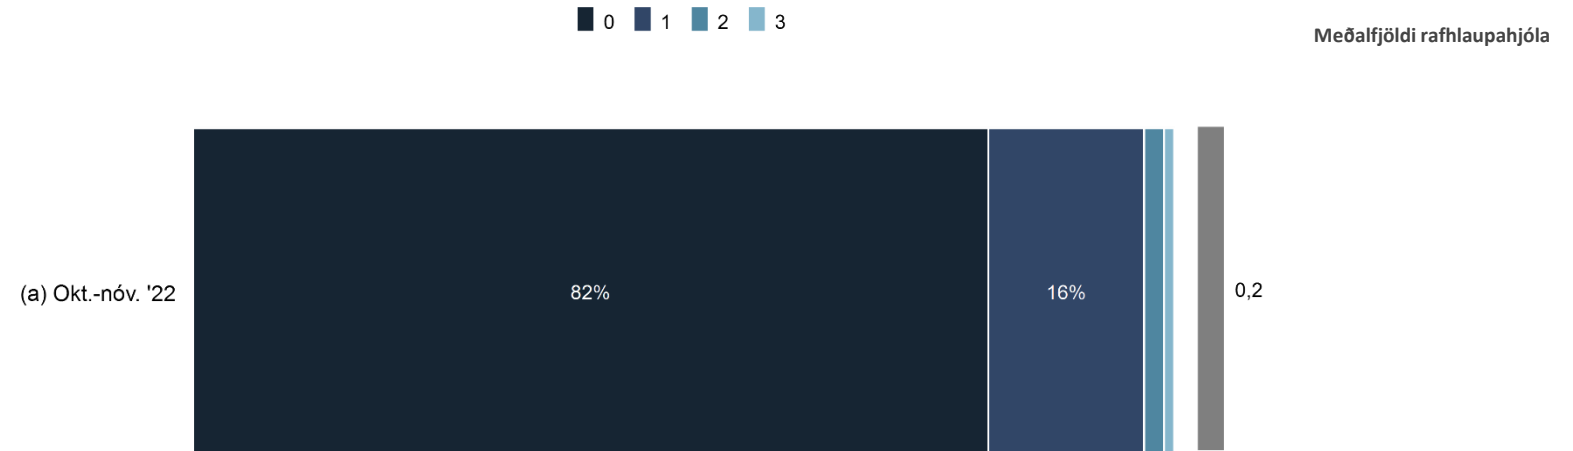 0 1 2 3
Meðalfjöldi rafhlaupahjóla
(a) Okt.-nóv. '22
82%
16%
0,2